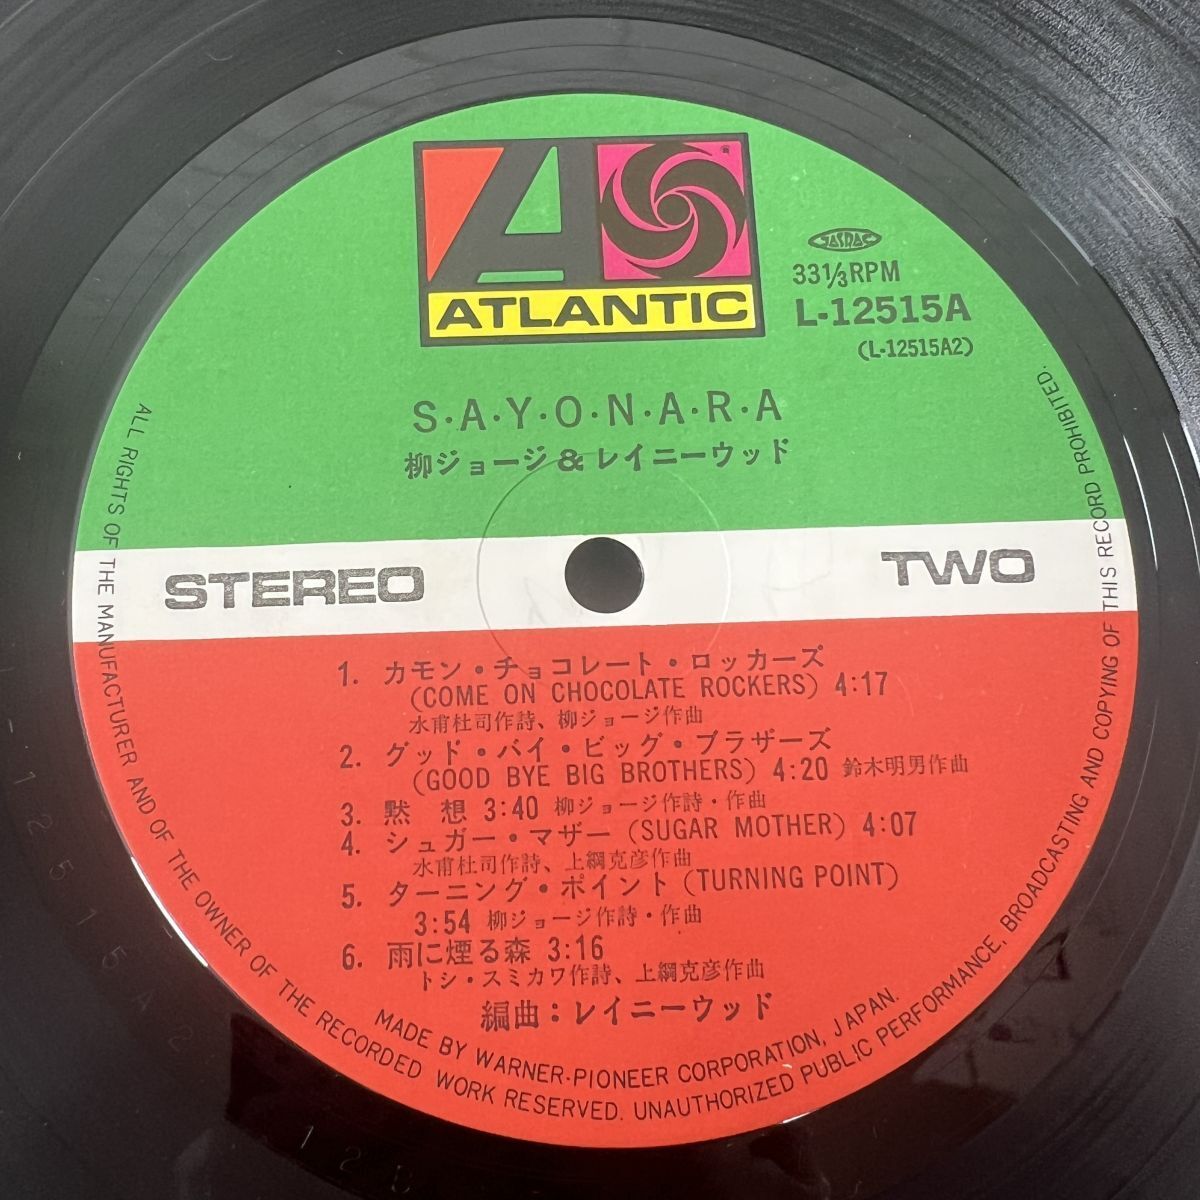 ATLANTIC
JASRAC
33 1/3 RPM
L-12515A
(L-12515A2)
S・A・Y・O・N・A・R・A
柳ジョージ&レイニーウッド
STEREO
TWO
1. カモン・チョコレート・ロッカーズ
(COME ON CHOCOLATE ROCKERS) 4:17
水甫杜司作詩、柳ジョージ作曲
2. グッド・バイ・ビッグ・ブラザーズ
(GOOD BYE BIG BROTHERS) 4:20 鈴木明男作曲
3. 黙 想 3:40 柳ジョージ作詩・作曲
4. シュガー・マザー (SUGAR MOTHER) 4:07
水甫杜司作詩、上綱克彦作曲
5. ターニング・ポイント (TURNING POINT)
3:54 柳ジョージ作詩・作曲
6. 雨に煙る森 3:16
トシ・スミカワ作詩、上綱克彦作曲
編曲：レイニーウッド
MADE BY WARNER-PIONEER CORPORATION, JAPAN.
ALL RIGHTS OF THE MANUFACTURER AND OF THE OWNER OF THE RECORDED WORK RESERVED. UNAUTHORIZED PUBLIC PERFORMANCE, BROADCASTING AND COPYING OF THIS RECORD PROHIBITED.